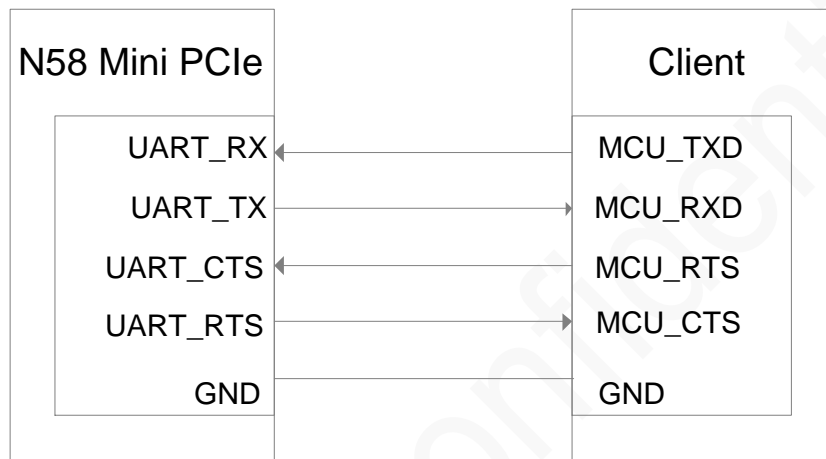 N58 Mini PCIe Client
UART_RX MCU_TXD
UART_TX MCU_RXD
UART_CTS MCU_RTS
UART_RTS MCU_CTS
GND GND